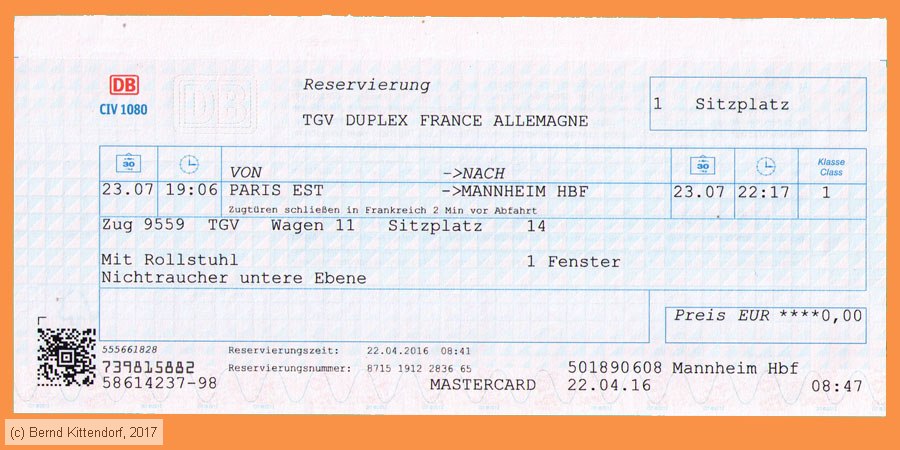 DB
CIV 1080
DB
Reservierung
TGV DUPLEX FRANCE ALLEMAGNE
1 Sitzplatz
30 VON ->NACH 30 Klasse Class
23.07 19:06 PARIS EST ->MANNHEIM HBF 23.07 22:17 1
Zugtüren schließen in Frankreich 2 Min vor Abfahrt
Zug 9559 TGV Wagen 11 Sitzplatz 14
Mit Rollstuhl 1 Fenster
Nichtraucher untere Ebene
Preis EUR ****0,00
555661828 Reservierungszeit: 22.04.2016 08:41
739815882 Reservierungsnummer: 8715 1912 2836 65 501890608 Mannheim Hbf
58614237-98 MASTERCARD 22.04.16 08:47
(c) Bernd Kittendorf, 2017